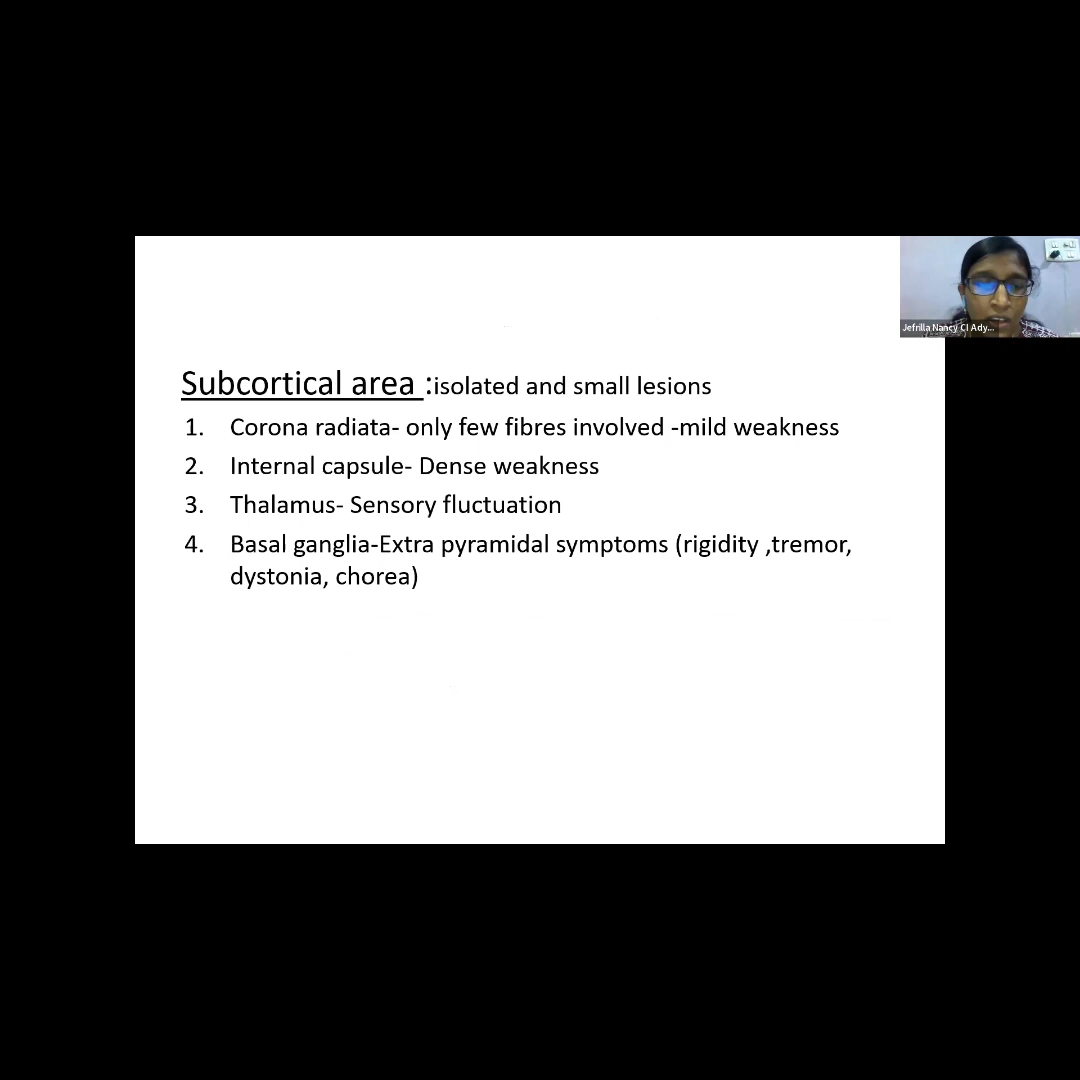 Jefrilla Nancy CI Ady...
Subcortical area :isolated and small lesions
1. Corona radiata- only few fibres involved -mild weakness
2. Internal capsule- Dense weakness
3. Thalamus- Sensory fluctuation
4. Basal ganglia-Extra pyramidal symptoms (rigidity ,tremor,
dystonia, chorea)